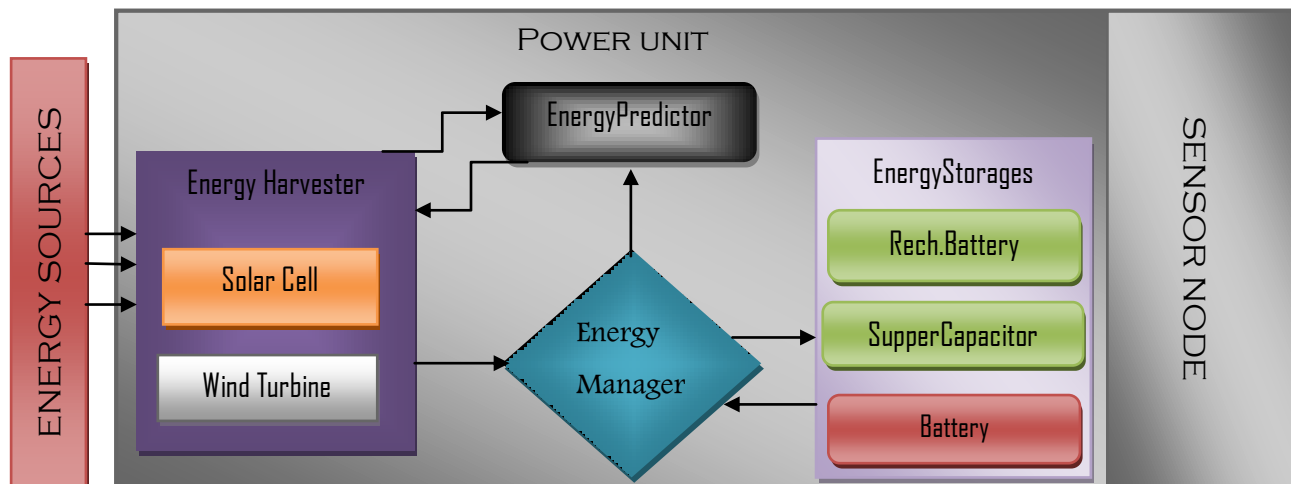 POWER UNIT
ENERGY SOURCES
EnergyPredictor
Energy Harvester
Solar Cell
Wind Turbine
Energy
Manager
EnergyStorages
Rech.Battery
SupperCapacitor
Battery
SENSOR NODE